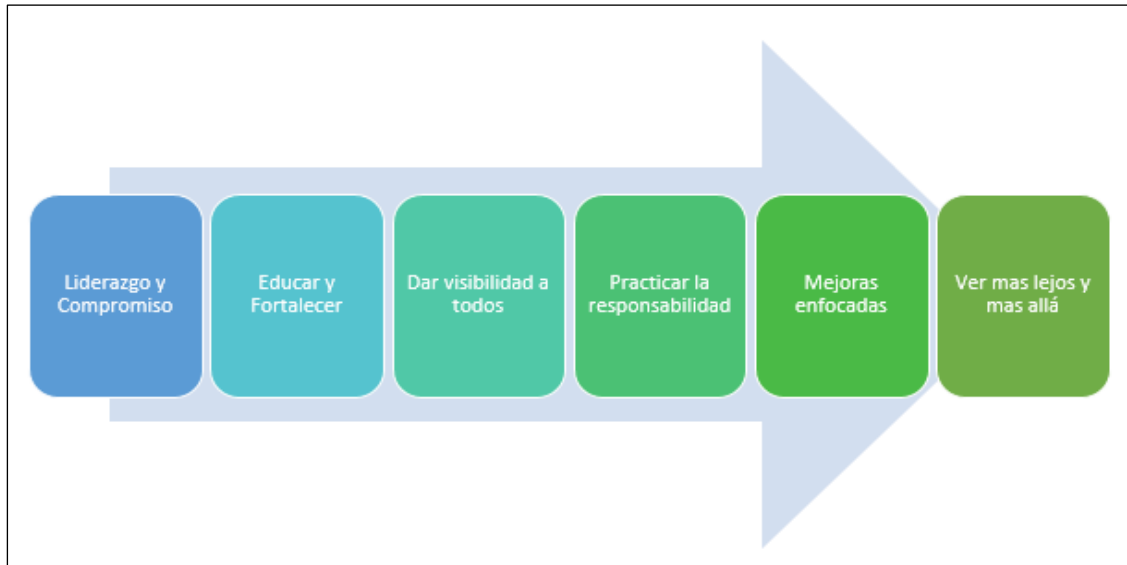 Liderazgo y
Compromiso
Educar y
Fortalecer
Dar visibilidad a
todos
Practicar la
responsabilidad
Mejoras
enfocadas
Ver mas lejos y
mas allá